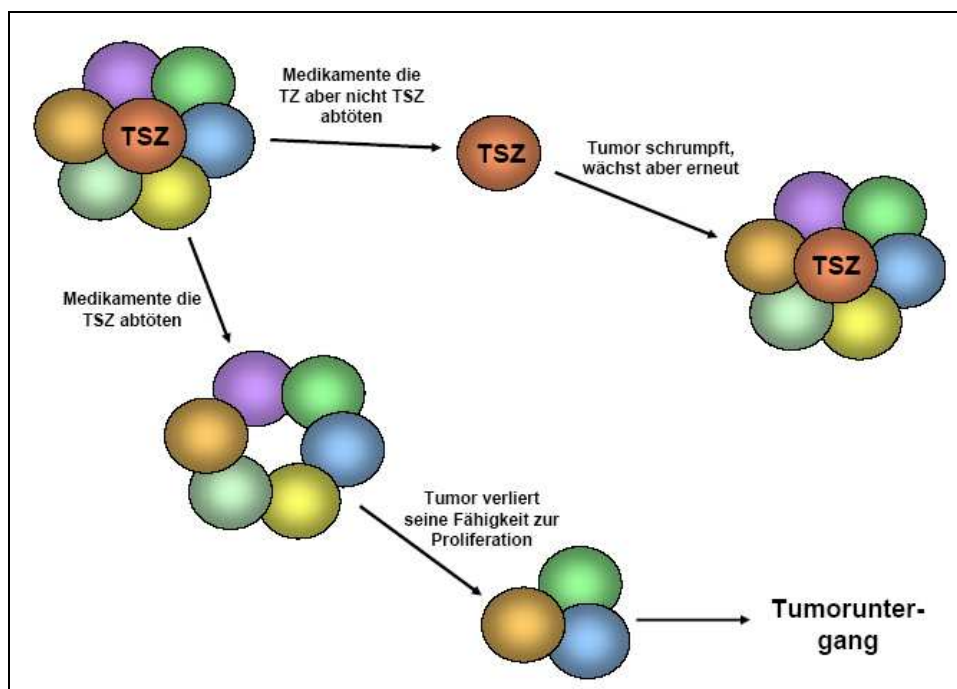 TSZ
Medikamente die
TZ aber nicht TSZ
abtöten
TSZ
Tumor schrumpft,
wächst aber erneut
TSZ
Medikamente die
TSZ abtöten
Tumor verliert
seine Fähigkeit zur
Proliferation
Tumorunter-
gang